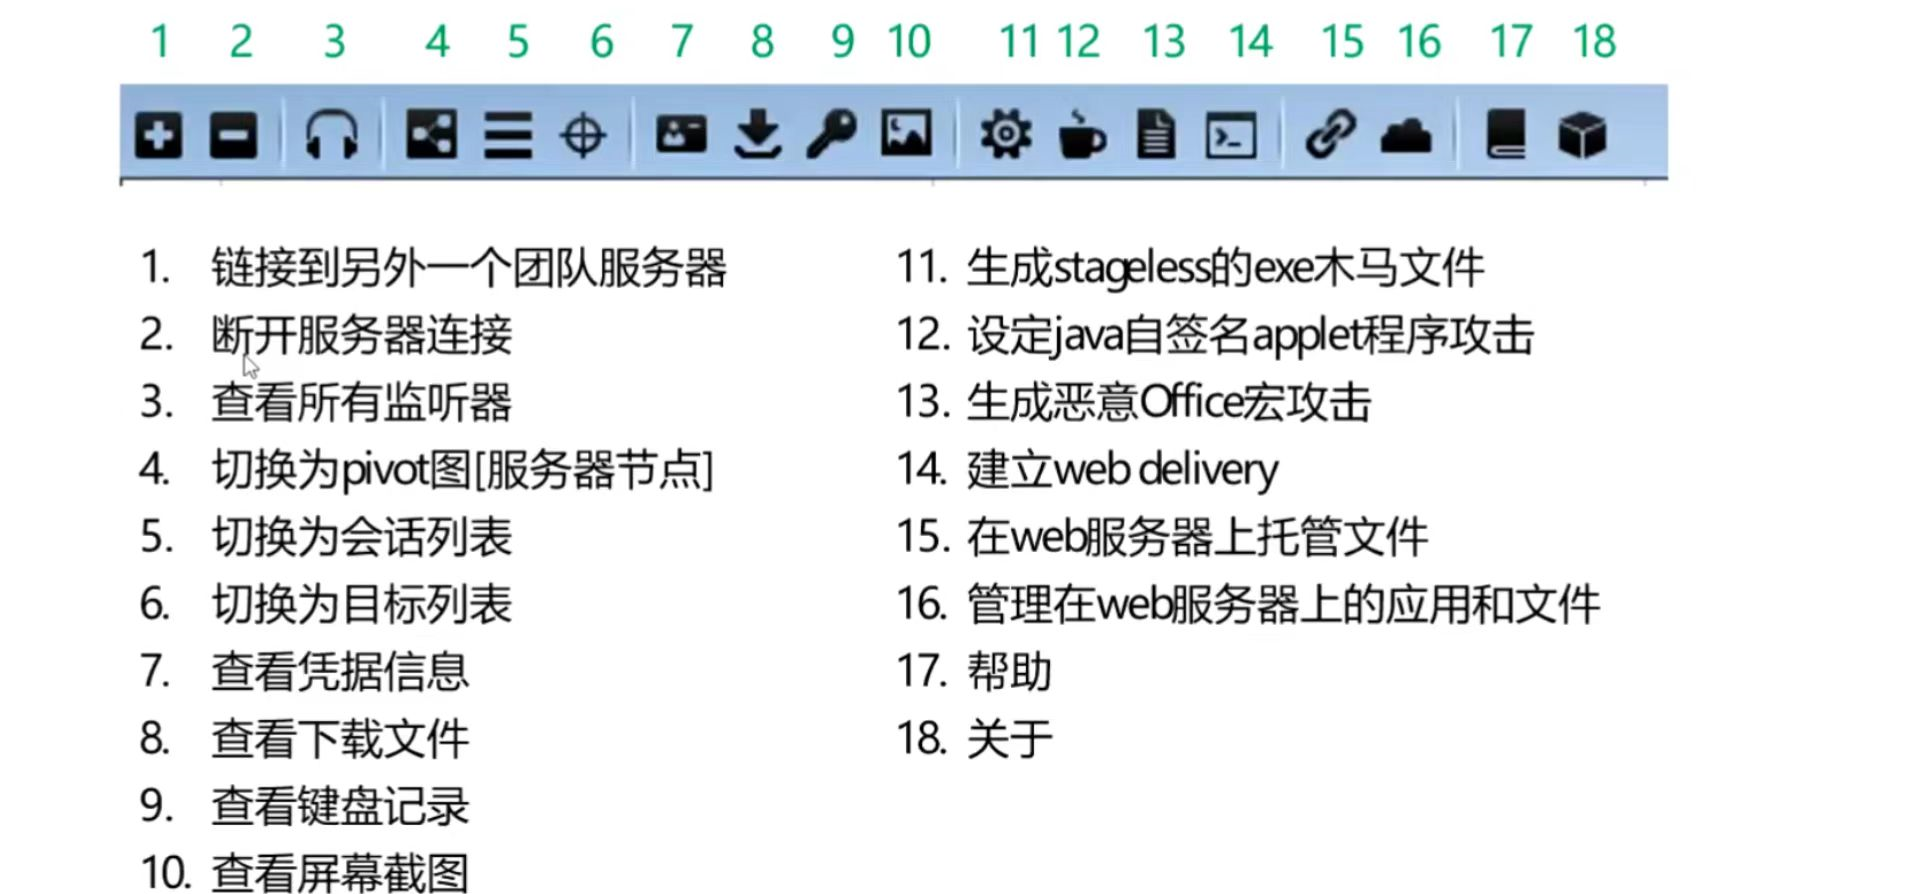 1 2 3 4 5 6 7 8 9 10 11 12 13 14 15 16 17 18
1. 链接到另外一个团队服务器
2. 断开服务器连接
3. 查看所有监听器
4. 切换为pivot图[服务器节点]
5. 切换为会话列表
6. 切换为目标列表
7. 查看凭据信息
8. 查看下载文件
9. 查看键盘记录
10. 查看屏幕截图
11. 生成stageless的exe木马文件
12. 设定java自签名applet程序攻击
13. 生成恶意Office宏攻击
14. 建立web delivery
15. 在web服务器上托管文件
16. 管理在web服务器上的应用和文件
17. 帮助
18. 关于